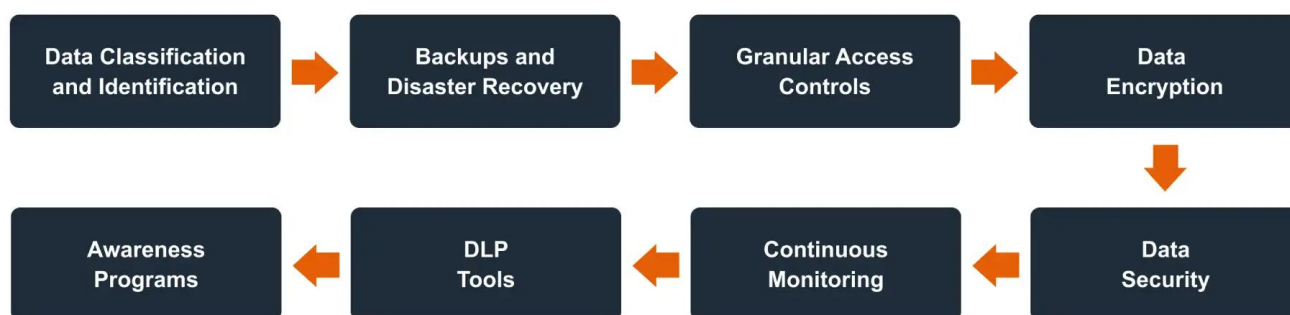 Data Classification
and Identification
Backups and
Disaster Recovery
Granular Access
Controls
Data
Encryption
Data
Security
Continuous
Monitoring
DLP
Tools
Awareness
Programs